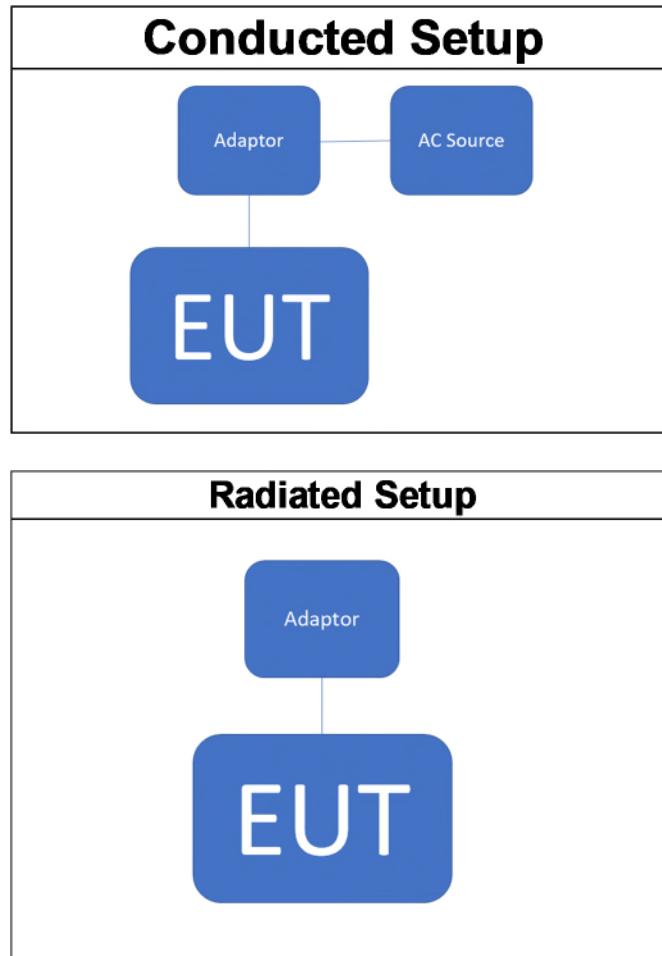 Conducted Setup
Adaptor
AC Source
EUT
Radiated Setup
Adaptor
EUT